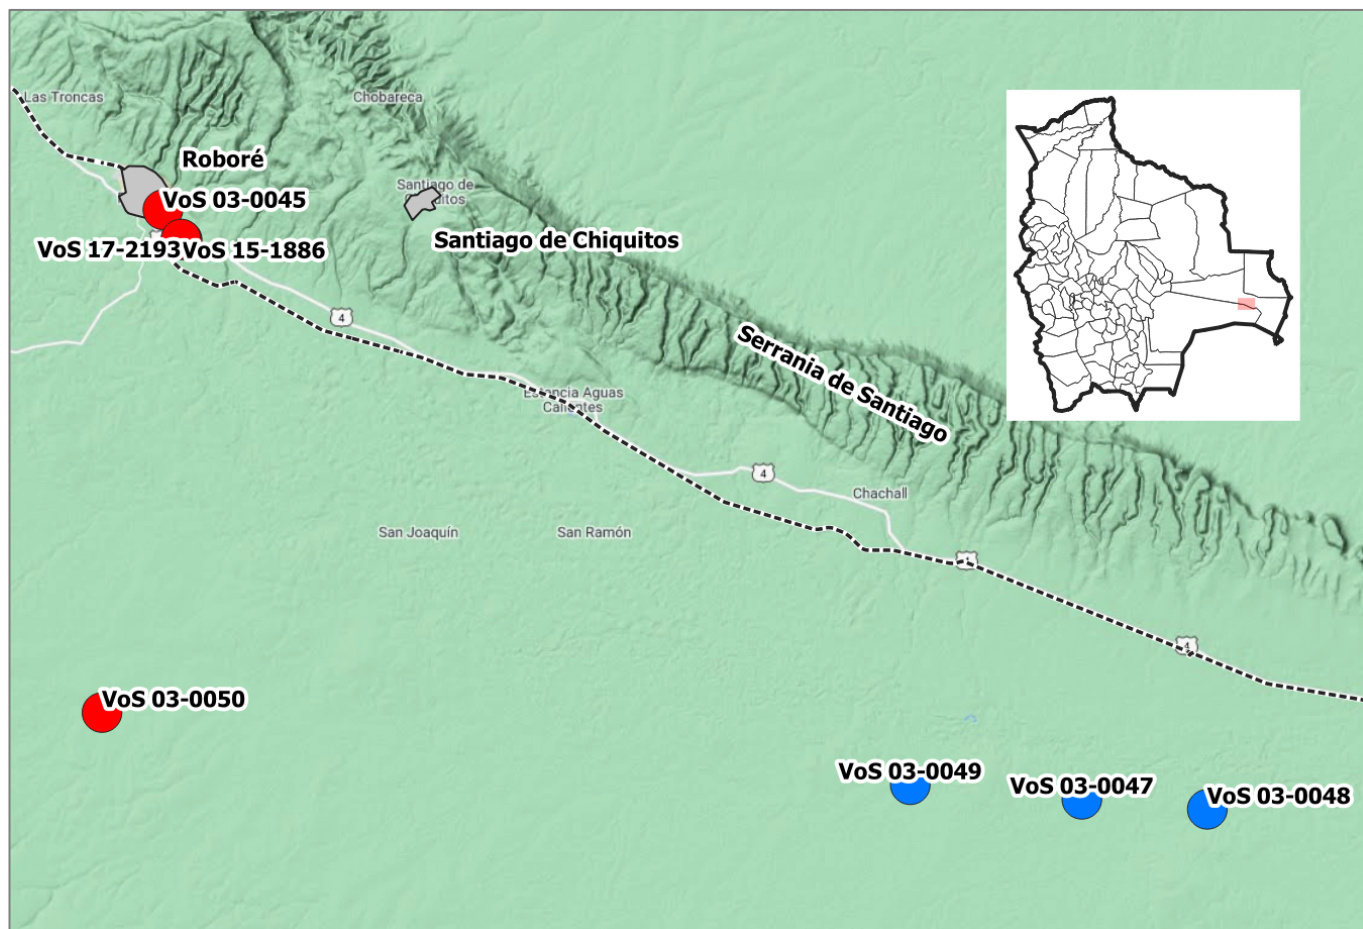 Las Troncas
Chobareca
Roboré
VoS 03-0045
Santiago de
Santiago de Chiquitos
VoS 17-2193
VoS 15-1886
4
Serrania de Santiago
Estancia Aguas
Calientes
4
Chachall
San Joaquín
San Ramón
4
VoS 03-0050
VoS 03-0049
VoS 03-0047
VoS 03-0048